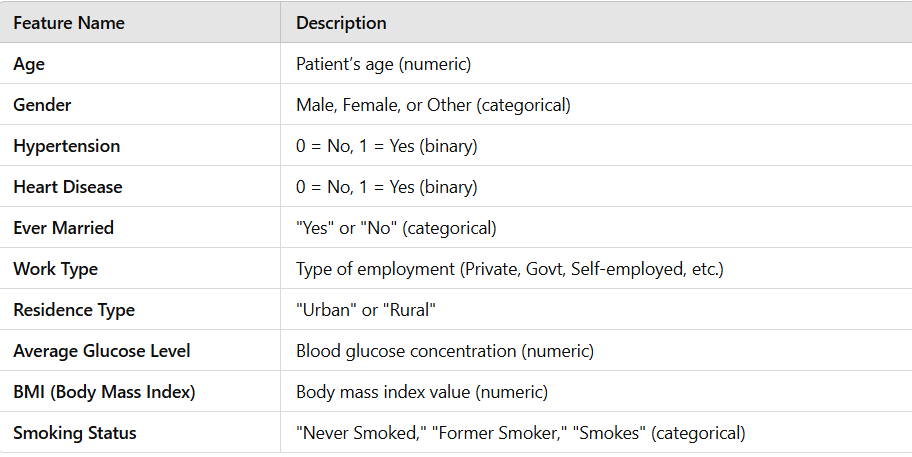 Feature Name Description
Age Patient’s age (numeric)
Gender Male, Female, or Other (categorical)
Hypertension 0 = No, 1 = Yes (binary)
Heart Disease 0 = No, 1 = Yes (binary)
Ever Married "Yes" or "No" (categorical)
Work Type Type of employment (Private, Govt, Self-employed, etc.)
Residence Type "Urban" or "Rural"
Average Glucose Level Blood glucose concentration (numeric)
BMI (Body Mass Index) Body mass index value (numeric)
Smoking Status "Never Smoked," "Former Smoker," "Smokes" (categorical)